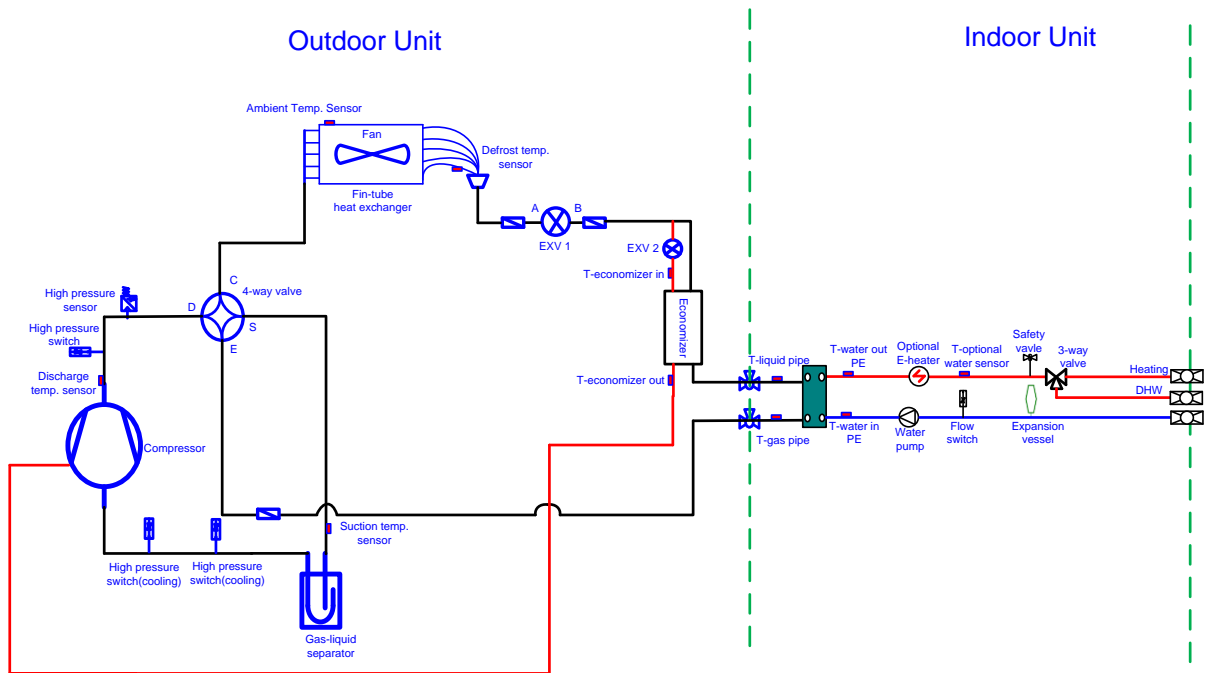 Outdoor Unit
Indoor Unit
Ambient Temp. Sensor
Fan
Defrost temp.
sensor
Fin-tube
heat exchanger
A
B
EXV 1
EXV 2
T-economizer in
C
4-way valve
High pressure
sensor
D
S
E
High pressure
switch
Economizer
Discharge
temp. sensor
T-economizer out
Compressor
T-liquid pipe
T-gas pipe
T-water out
PE
Optional
E-heater
T-optional
water sensor
Safety
vavle
3-way
valve
Heating
DHW
T-water in
PE
Water
pump
Flow
switch
Expansion
vessel
Suction temp.
sensor
High pressure
switch(cooling)
High pressure
switch(cooling)
Gas-liquid
separator